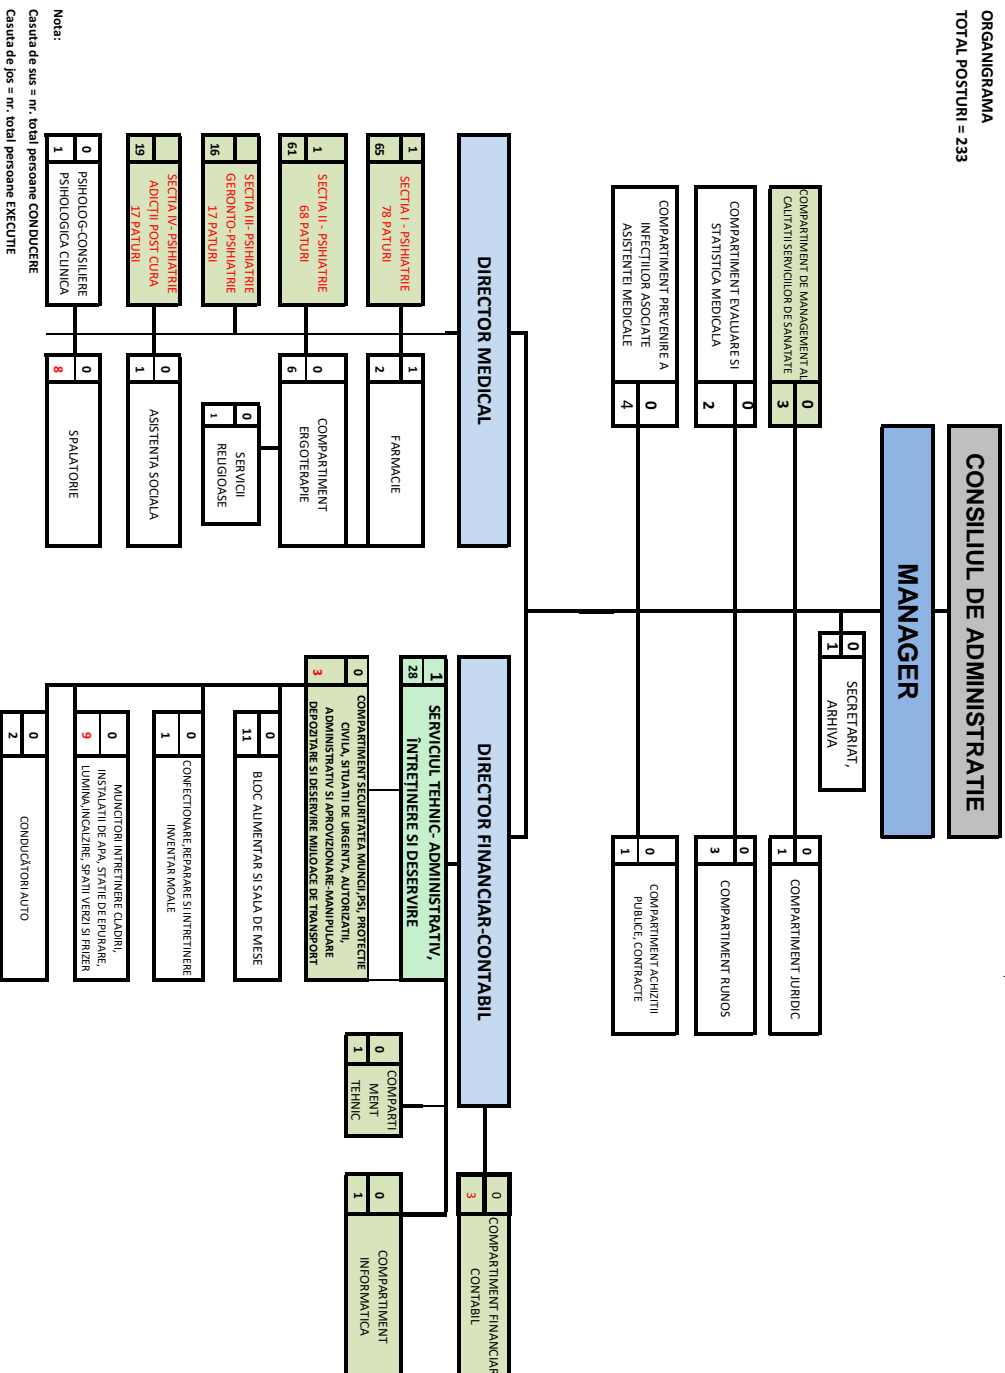 ORGANIGRAMA
TOTAL POSTURI = 233
CONSILIUL DE ADMINISTRATIE
MANAGER
0
1
SECRETARIAT,
ARHIVA
COMPARTIMENT DE MANAGEMENT AL
CALITATII SERVICIILOR DE SANATATE
0
3
0
1
COMPARTIMENT JURIDIC
COMPARTIMENT EVALUARE SI
STATISTICA MEDICALA
0
2
0
3
COMPARTIMENT RUNOS
COMPARTIMENT PREVENIRE A
INFECȚIILOR ASOCIATE
ASISTENTEI MEDICALE
0
4
0
1
COMPARTIMENT ACHIZITII
PUBLICE, CONTRACTE
DIRECTOR MEDICAL
DIRECTOR FINANCIAR-CONTABIL
0
3
COMPARTIMENT FINANCIAR
CONTABIL
1
65
SECTIA I - PSIHIATRIE
78 PATURI
1
2
FARMACIE
1
61
SECTIA II - PSIHIATRIE
68 PATURI
0
6
COMPARTIMENT
ERGOTERAPIE
16
SECTIA III- PSIHIATRIE
GERONTO-PSIHIATRIE
17 PATURI
0
1
SERVICII
RELIGIOASE
19
SECTIA IV- PSIHIATRIE
ADICȚII POST CURA
17 PATURI
0
1
ASISTENTA SOCIALA
0
1
PSIHOLOG-CONSILIERE
PSIHOLOGICA CLINICA
0
8
SPALATORIE
1
28
SERVICIUL TEHNIC- ADMINISTRATIV,
ÎNTREȚINERE SI DESERVIRE
0
3
COMPARTIMENT SECURITATEA MUNCII,PSI, PROTECTIE
CIVILA, SITUATII DE URGENTA, AUTORIZATII,
ADMINISTRATIV SI APROVIZIONARE-MANIPULARE
DEPOZITARE SI DESERVIRE MIJLOACE DE TRANSPORT
0
1
COMPARTI
MENT
TEHNIC
0
1
COMPARTIMENT
INFORMATICA
0
11
BLOC ALIMENTAR SI SALA DE MESE
0
1
CONFECTIONARE,REPARARE SI INTRETINERE
INVENTAR MOALE
0
9
MUNCITORI INTRETINERE CLADIRI,
INSTALATII DE APA, STATIE DE EPURARE,
LUMINA,INCALZIRE, SPATII VERZI SI FRIZER
0
2
CONDUCĂTORI AUTO
Nota:
Casuta de sus = nr. total persoane CONDUCERE
Casuta de jos = nr. total persoane EXECUTIE